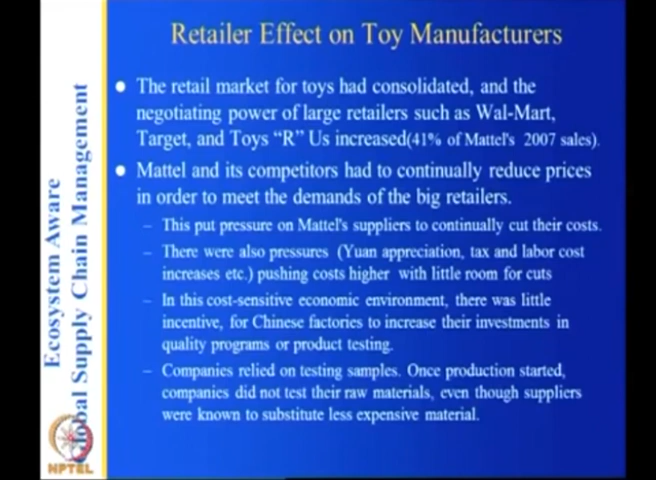 Retailer Effect on Toy Manufacturers
The retail market for toys had consolidated, and the
negotiating power of large retailers such as Wal-Mart,
Target, and Toys “R” Us increased(41% of Mattel's 2007 sales).
Mattel and its competitors had to continually reduce prices
in order to meet the demands of the big retailers.
– This put pressure on Mattel's suppliers to continually cut their costs.
– There were also pressures (Yuan appreciation, tax and labor cost
increases etc.) pushing costs higher with little room for cuts
– In this cost-sensitive economic environment, there was little
incentive, for Chinese factories to increase their investments in
quality programs or product testing.
– Companies relied on testing samples. Once production started,
companies did not test their raw materials, even though suppliers
were known to substitute less expensive material.
Ecosystem Aware
Global Supply Chain Management
NPTEL